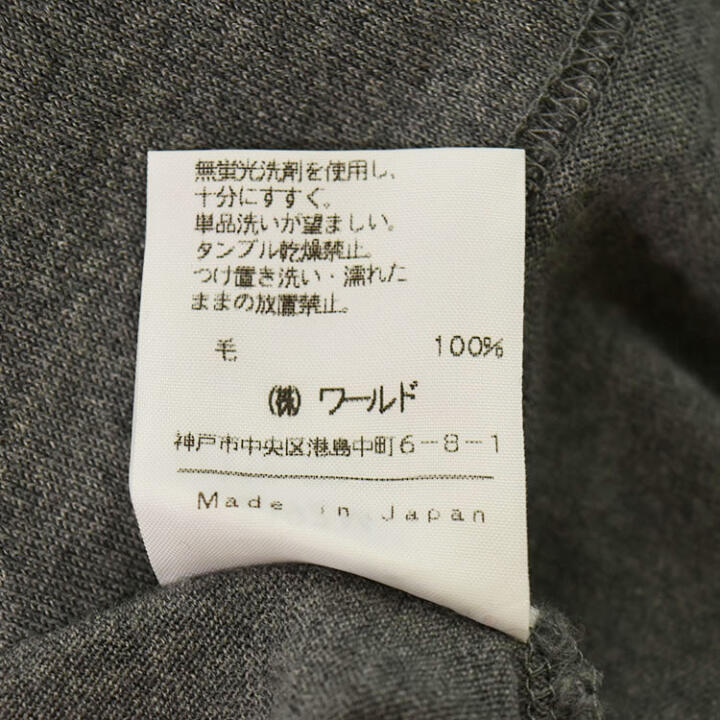 無蛍光洗剤を使用し、
十分にすすぐ。
単品洗いが望ましい。
タンブル乾燥禁止。
つけ置き洗い・濡れた
ままの放置禁止。
毛 100%
(株) ワールド
神戸市中央区港島中町6-8-1
Made in Japan